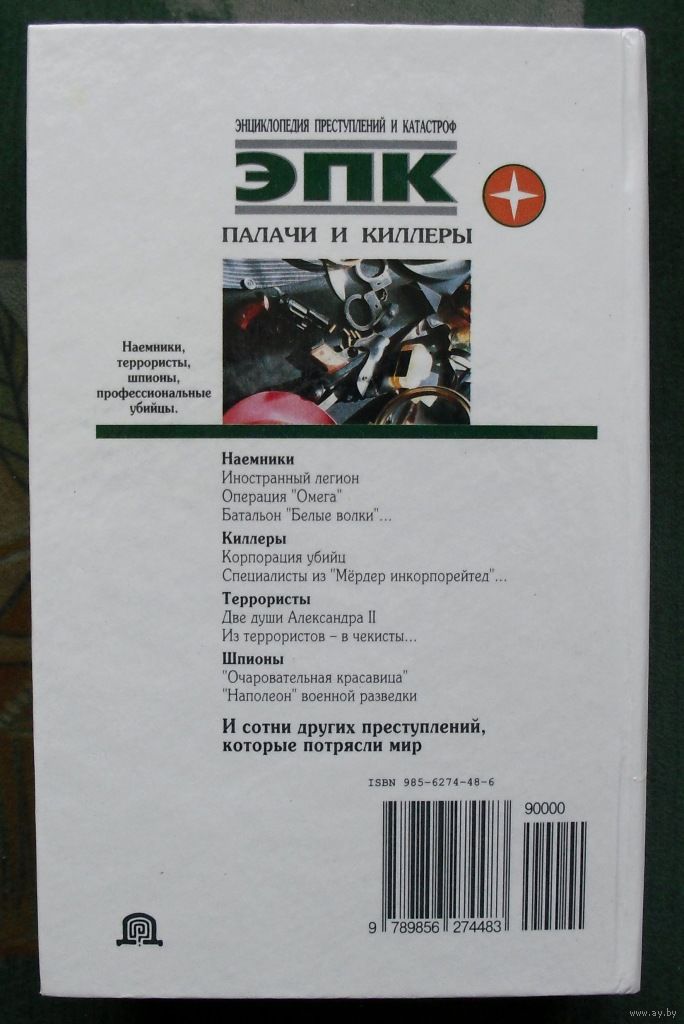 ЭНЦИКЛОПЕДИЯ ПРЕСТУПЛЕНИЙ И КАТАСТРОФ
ЭПК
ПАЛАЧИ И КИЛЛЕРЫ
Наемники,
террористы,
шпионы,
профессиональные
убийцы.
Наемники
Иностранный легион
Операция "Омега"
Батальон "Белые волки"...
Киллеры
Корпорация убийц
Специалисты из "Мёрдер инкорпорейтед"...
Террористы
Две души Александра II
Из террористов – в чекисты...
Шпионы
"Очаровательная красавица"
"Наполеон" военной разведки
И сотни других преступлений,
которые потрясли мир
ISBN 985-6274-48-6
90000
9 789856 274483
www.ay.by